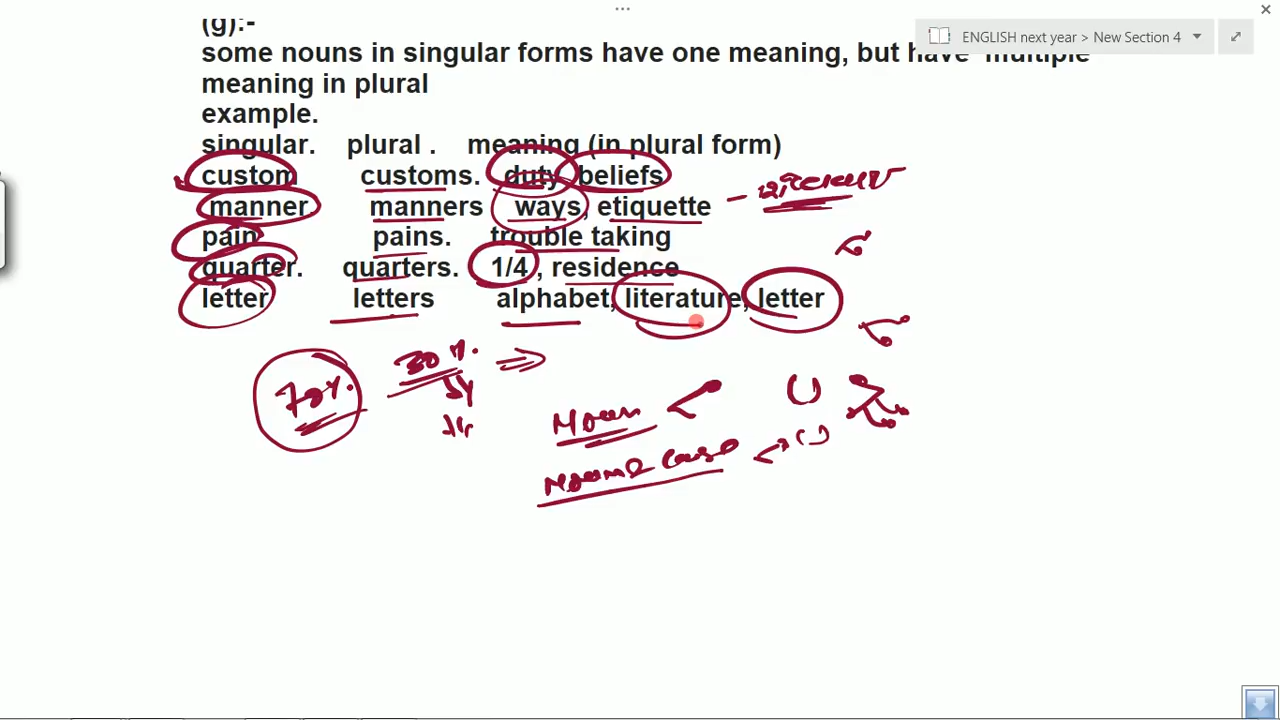 (g):-
ENGLISH next year > New Section 4
some nouns in singular forms have one meaning, but have multiple
meaning in plural
example.
singular. plural . meaning (in plural form)
custom customs. duty beliefs
manner manners ways, etiquette
pain pains. trouble taking
quarter. quarters. 1/4 , residence
letter letters alphabet, literature, letter
70%. 30%.
Noun
Noun & case